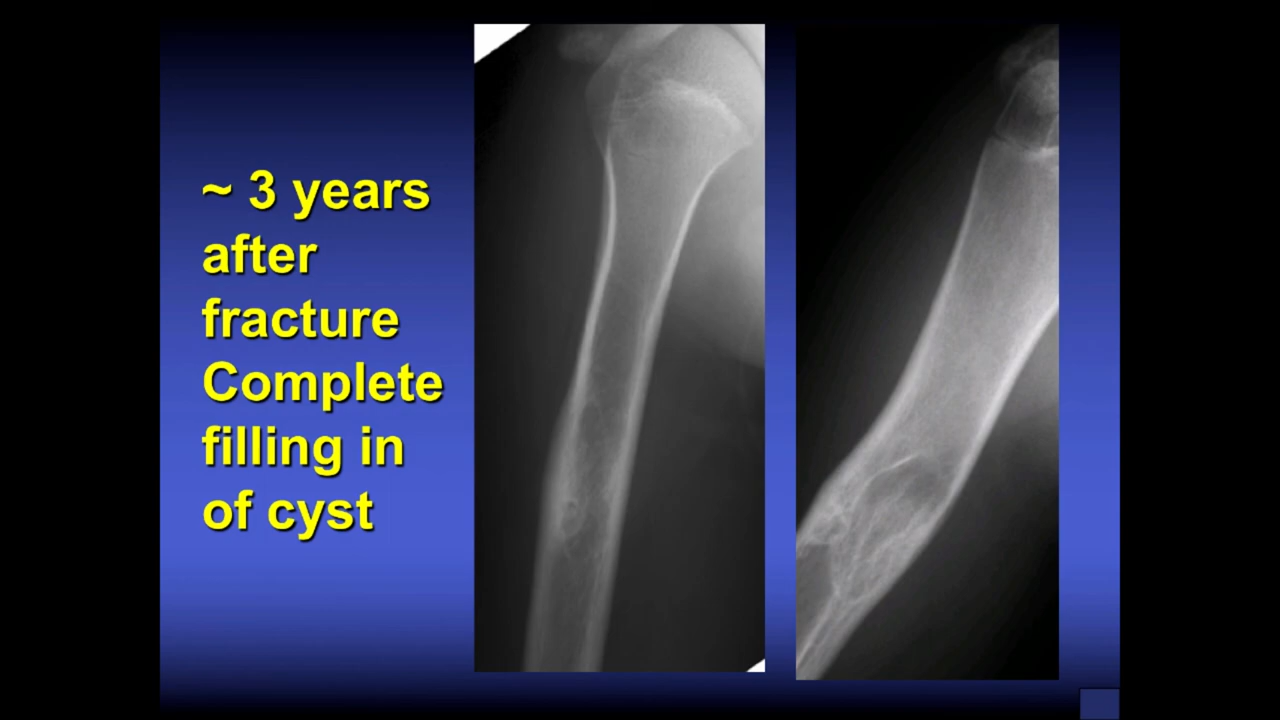 ~ 3 years
after
fracture
Complete
filling in
of cyst